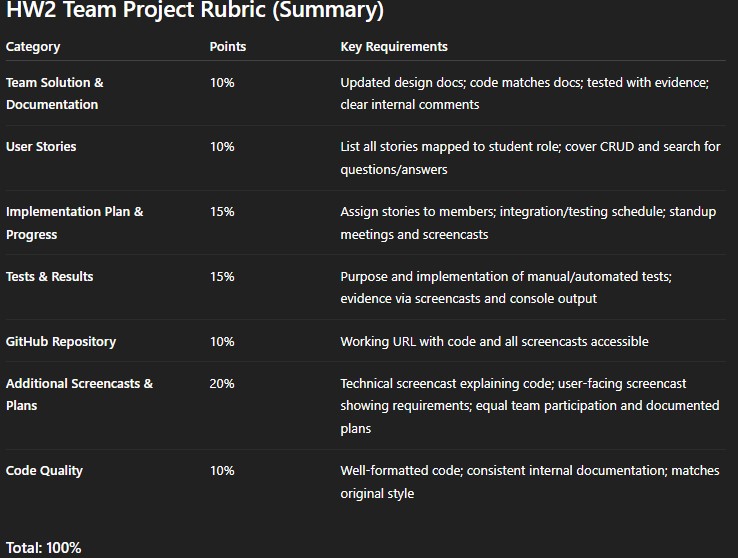 HW2 Team Project Rubric (Summary)
Category Points Key Requirements
Team Solution & Documentation 10% Updated design docs; code matches docs; tested with evidence; clear internal comments
User Stories 10% List all stories mapped to student role; cover CRUD and search for questions/answers
Implementation Plan & Progress 15% Assign stories to members; integration/testing schedule; standup meetings and screencasts
Tests & Results 15% Purpose and implementation of manual/automated tests; evidence via screencasts and console output
GitHub Repository 10% Working URL with code and all screencasts accessible
Additional Screencasts & Plans 20% Technical screencast explaining code; user-facing screencast showing requirements; equal team participation and documented plans
Code Quality 10% Well-formatted code; consistent internal documentation; matches original style
Total: 100%